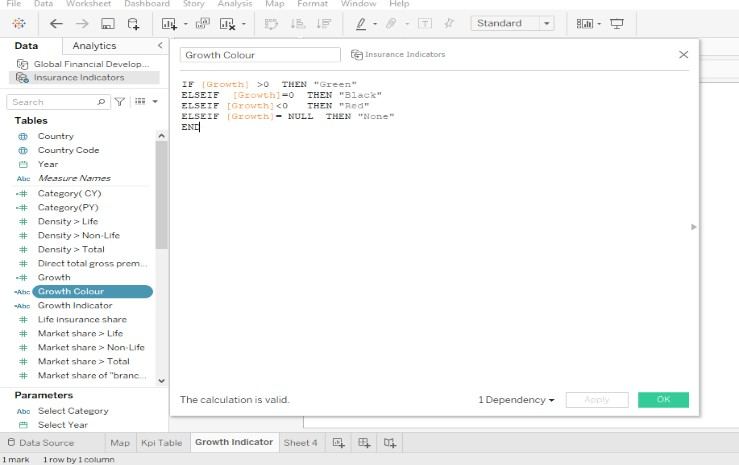 File Data Worksheet Dashboard Story Analysis Map Format Window Help
Standard
Data Analytics
Global Financial Develop...
Insurance Indicators
Search
Tables
Country
Country Code
Year
Abc Measure Names
Category( CY)
Category(PY)
Density > Life
Density > Non-Life
Density > Total
Direct total gross prem...
Growth
Abc Growth Colour
Abc Growth Indicator
Life insurance share
Market share > Life
Market share > Non-Life
Market share > Total
Market share of "branc...
Parameters
Abc Select Category
Select Year
Growth Colour
Insurance Indicators
IF [Growth] >0 THEN "Green"
ELSEIF [Growth]=0 THEN "Black"
ELSEIF [Growth]<0 THEN "Red"
ELSEIF [Growth]= NULL THEN "None"
END
The calculation is valid.
1 Dependency
Apply
OK
Data Source Map Kpi Table Growth Indicator Sheet 4
1 mark 1 row by 1 column